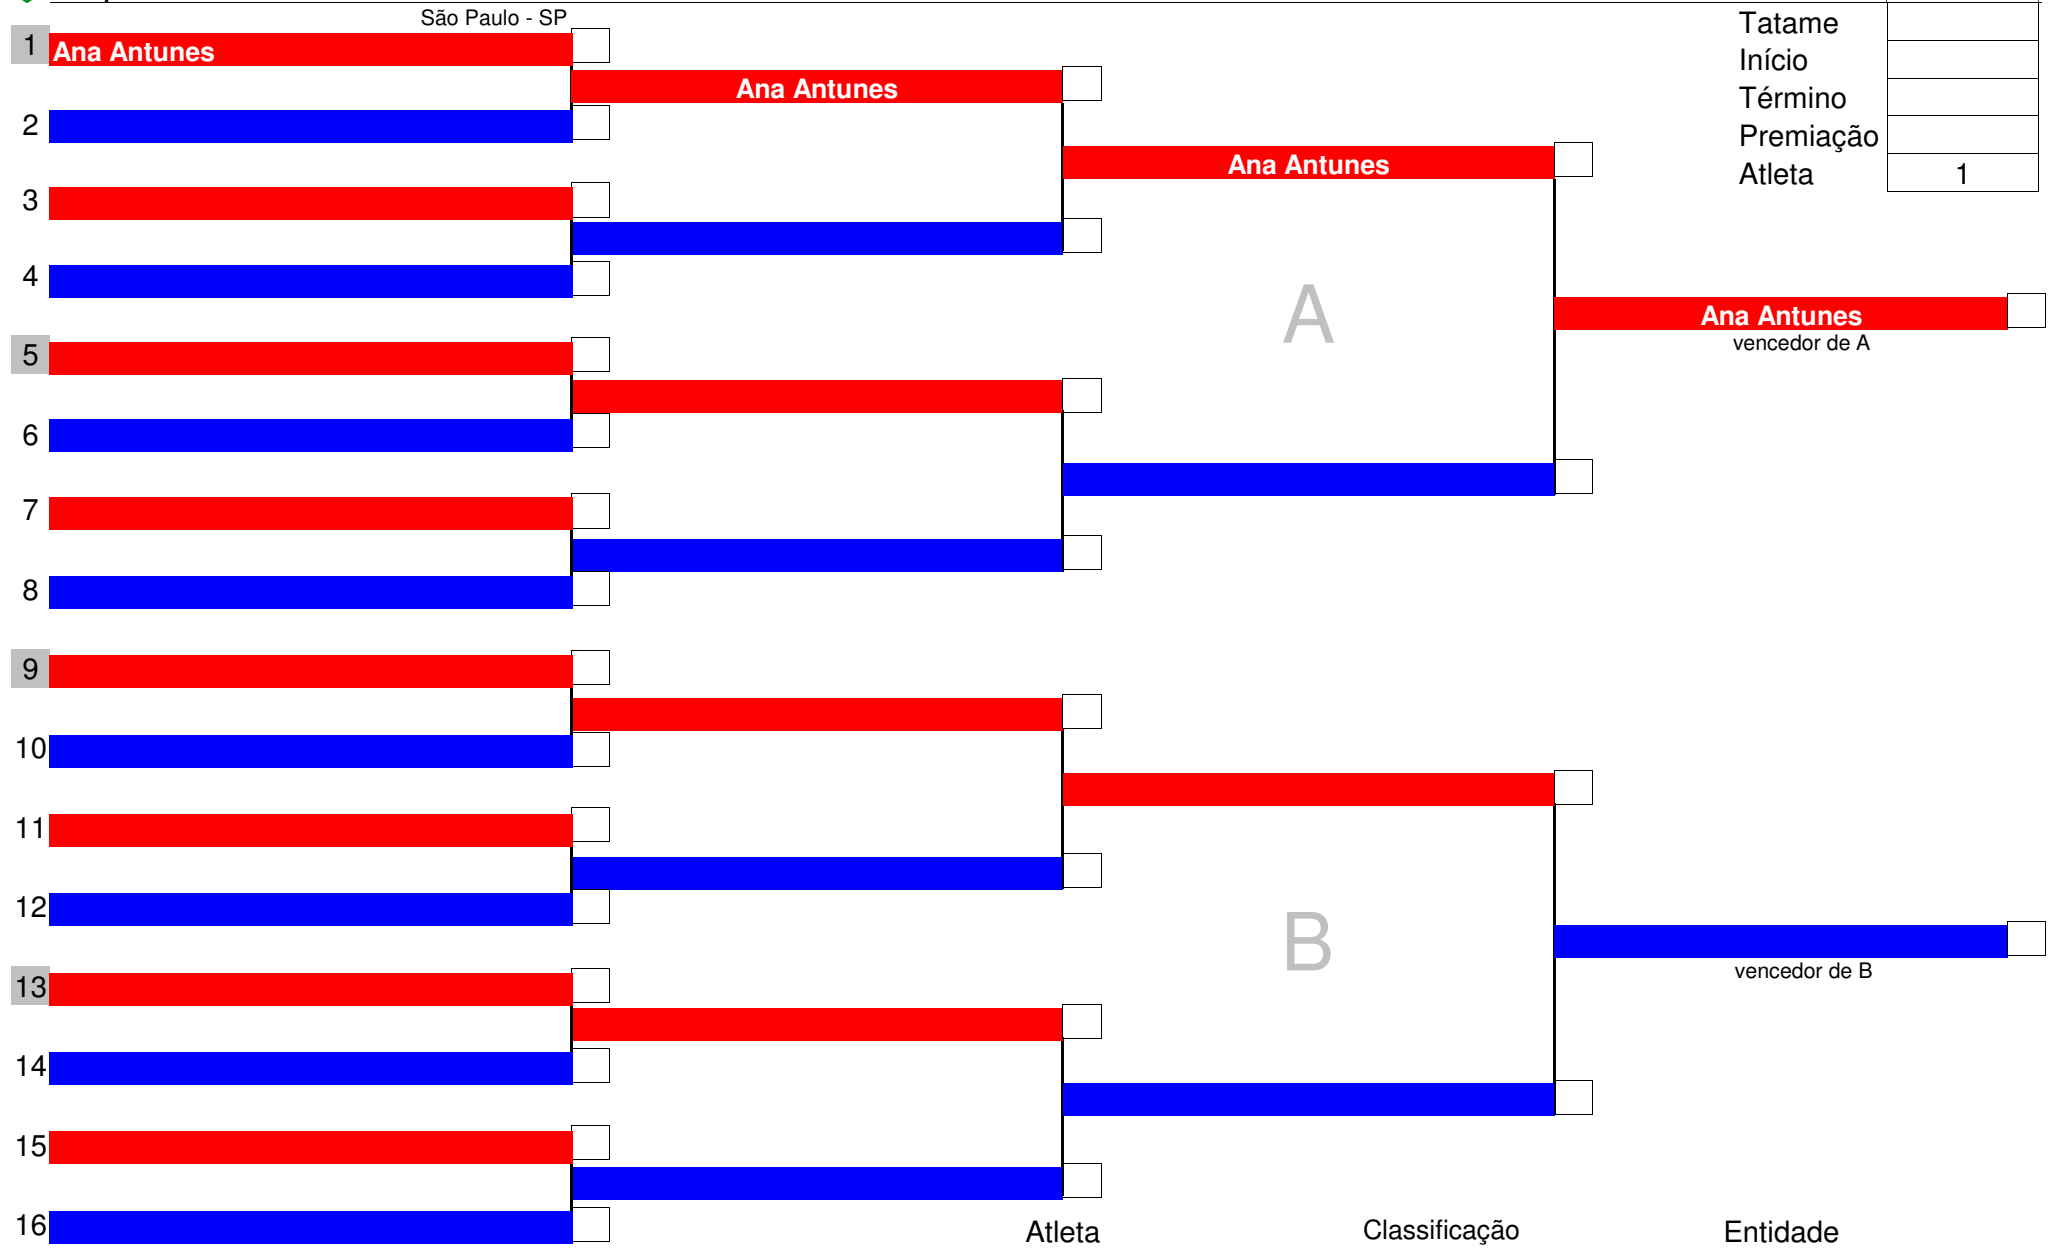 São Paulo - SP
Tatame
1 Ana Antunes
Ana Antunes
Início
Término
2
Premiação
Ana Antunes
Atleta 1
3
4
Ana Antunes
A
vencedor de A
5
6
7
8
9
10
11
12
B
vencedor de B
13
14
15
16
Atleta Classificação Entidade